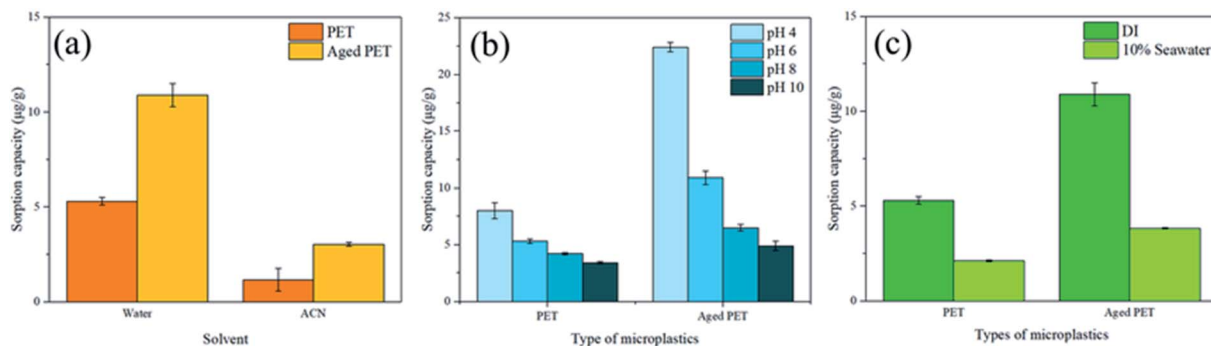 (a)
PET
Aged PET
15
10
5
0
Sorption capacity (μg/g)
Water
ACN
Solvent
(b)
pH 4
pH 6
pH 8
pH 10
25
20
15
10
5
0
Sorption capacity (μg/g)
PET
Aged PET
Type of microplastics
(c)
DI
10% Seawater
15
10
5
0
Sorption capacity (μg/g)
PET
Aged PET
Types of microplastics